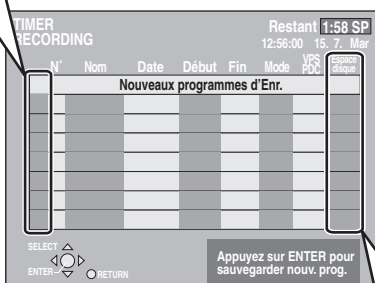 TIMER
RECORDING
Restant 1:58 SP
12:56:00 15. 7. Mar
N° Nom Date Début Fin Mode VPS PDC Espace disque
Nouveaux programmes d'Enr.
SELECT
ENTER
RETURN
Appuyez sur ENTER pour
sauvegarder nouv. prog.